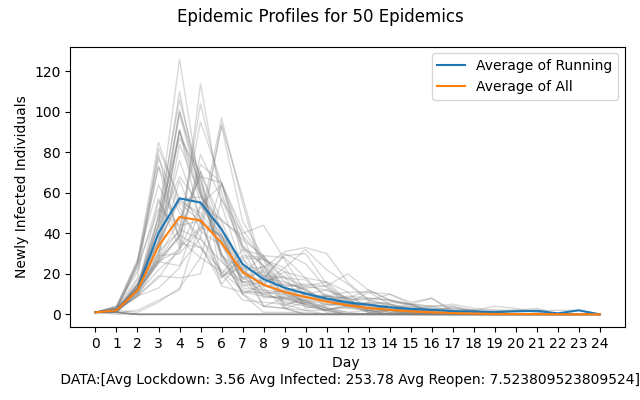 Epidemic Profiles for 50 Epidemics
Average of Running
Average of All
Newly Infected Individuals
120
100
80
60
40
20
0
0 1 2 3 4 5 6 7 8 9 10 11 12 13 14 15 16 17 18 19 20 21 22 23 24
Day
DATA:[Avg Lockdown: 3.56 Avg Infected: 253.78 Avg Reopen: 7.523809523809524]